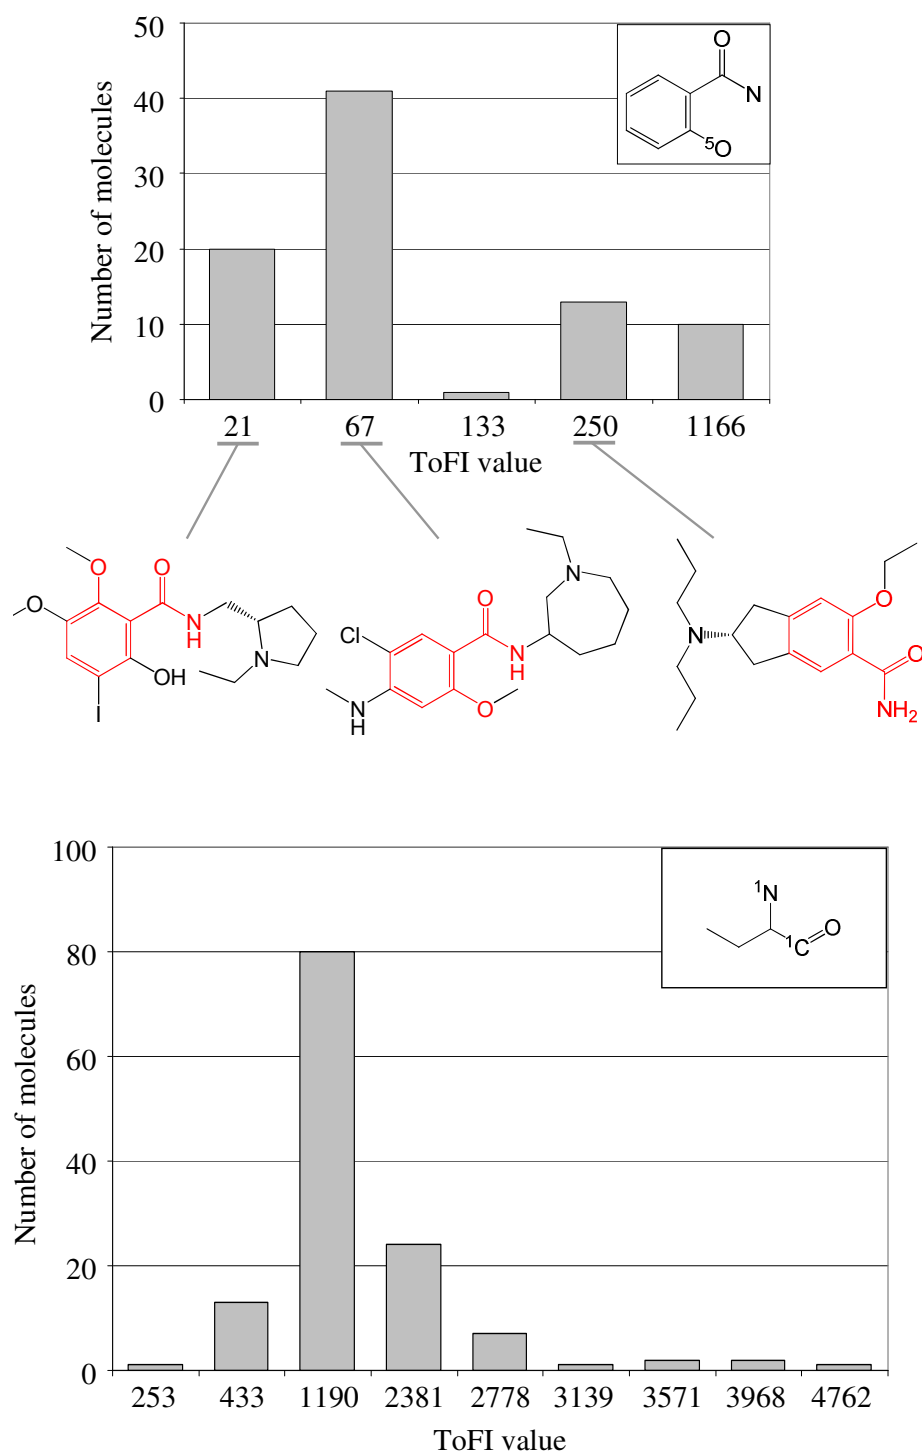 50
40
30
20
10
0
Number of molecules
O
N
5O
21 67 133 250 1166
ToFI value
O
O
O
N
H
N
OH
I
Cl
O
N
H
N
N
H
O
N
O
O
NH2
100
80
60
40
20
0
Number of molecules
1N
1C O
253 433 1190 2381 2778 3139 3571 3968 4762
ToFI value